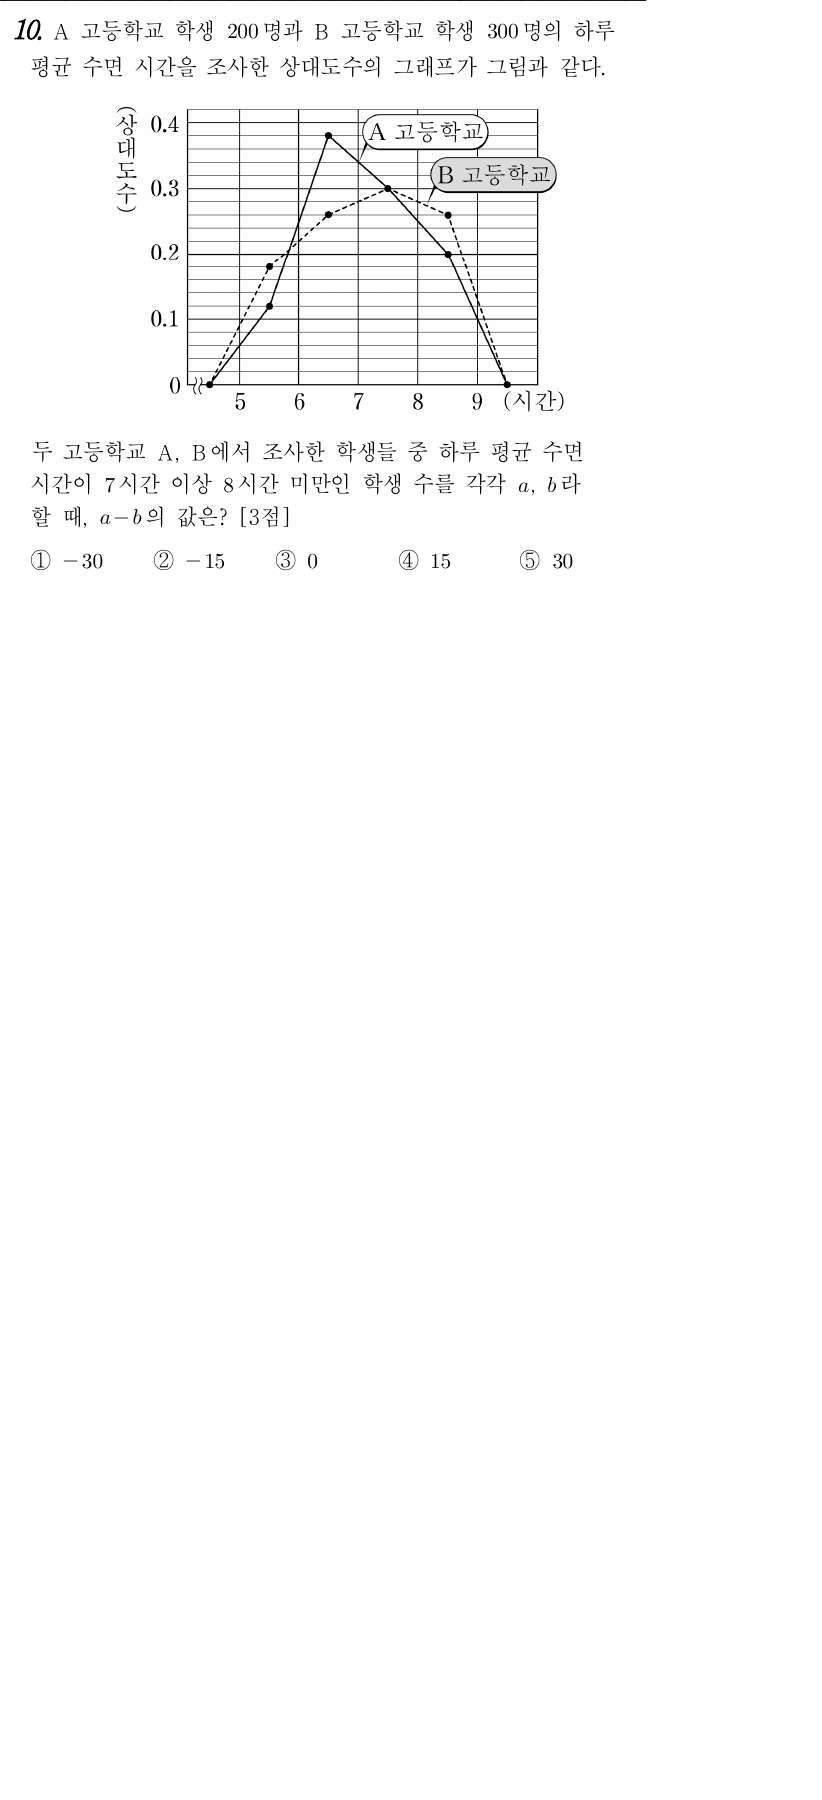 10. A 고등학교 학생 200명과 B 고등학교 학생 300명의 하루
평균 수면 시간을 조사한 상대도수의 그래프가 그림과 같다.
(상대도수)
0.4
0.3
0.2
0.1
0
A 고등학교
B 고등학교
5 6 7 8 9 (시간)
두 고등학교 A, B에서 조사한 학생들 중 하루 평균 수면
시간이 7시간 이상 8시간 미만인 학생 수를 각각 a, b라
할 때, a-b의 값은? [3점]
① -30 ② -15 ③ 0 ④ 15 ⑤ 30